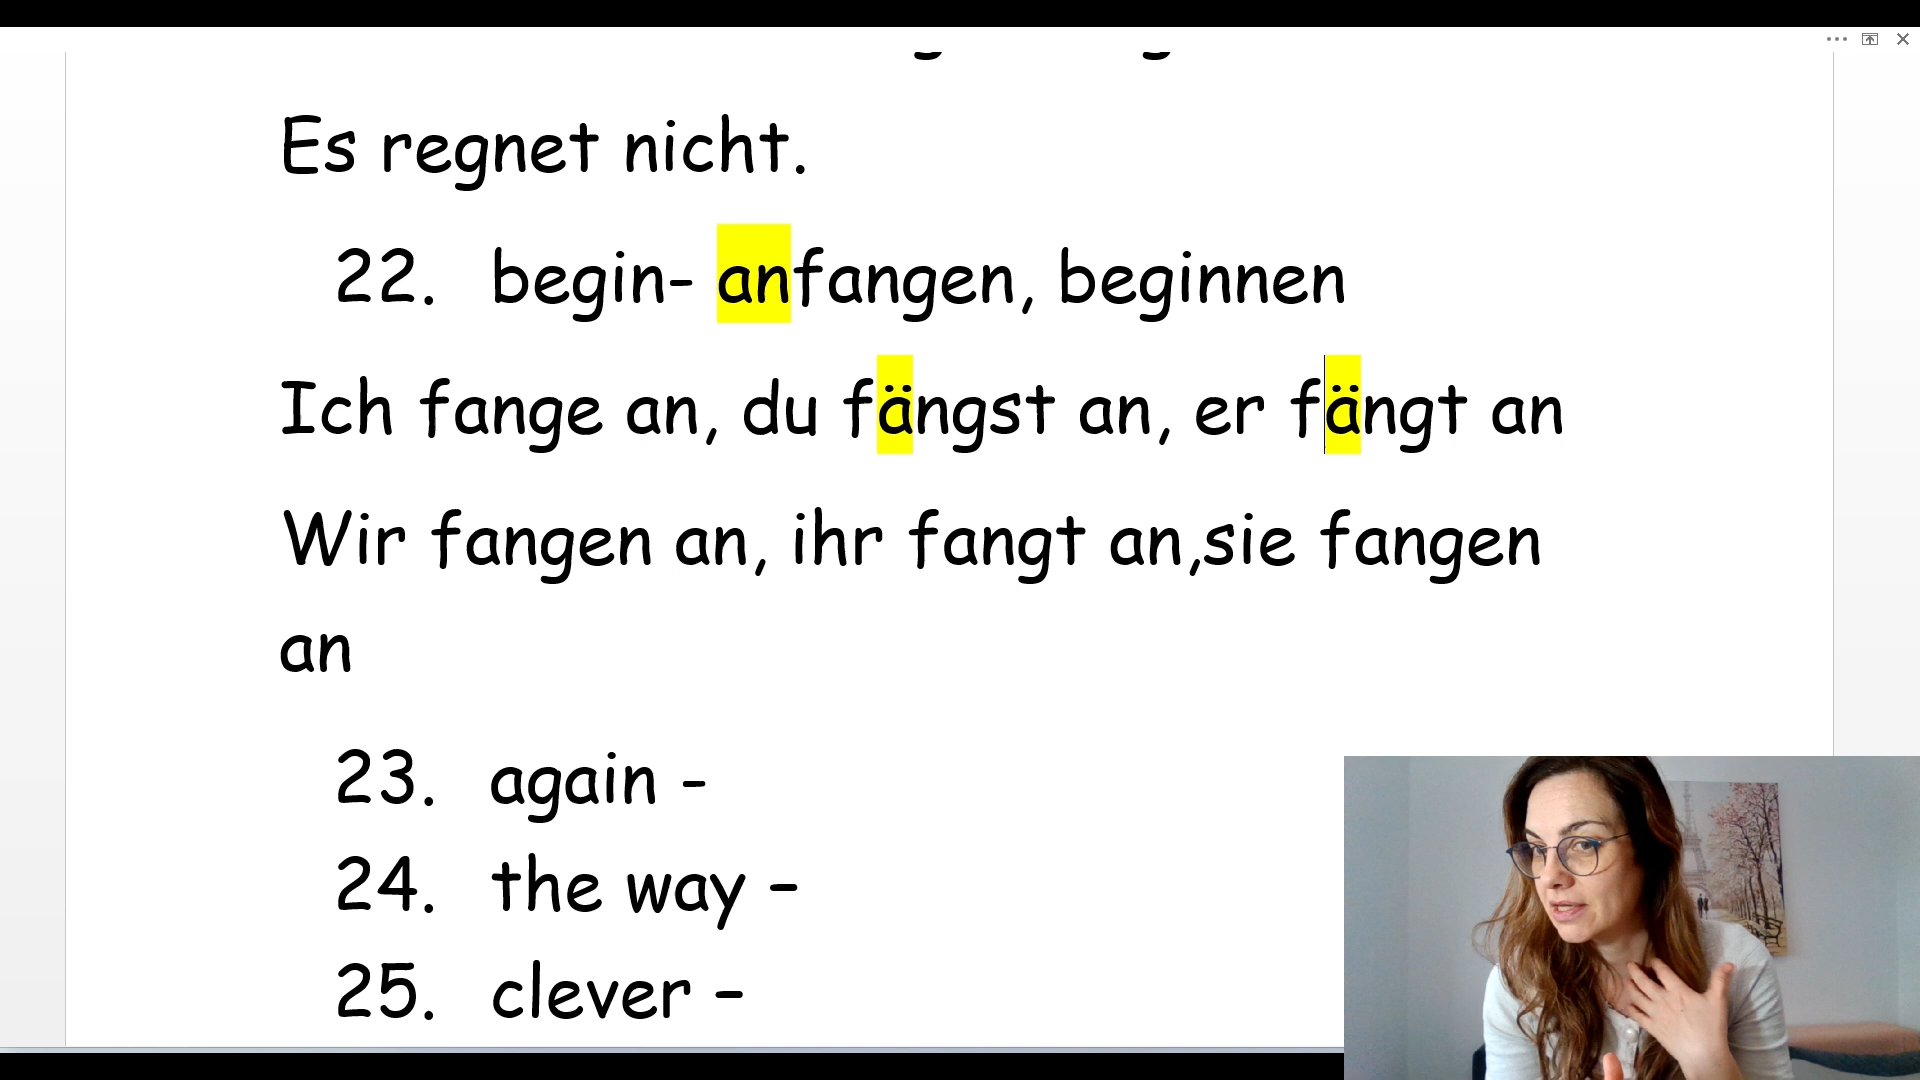 Es regnet nicht.
22. begin- anfangen, beginnen
Ich fange an, du fängst an, er fängt an
Wir fangen an, ihr fangt an,sie fangen
an
23. again -
24. the way –
25. clever –